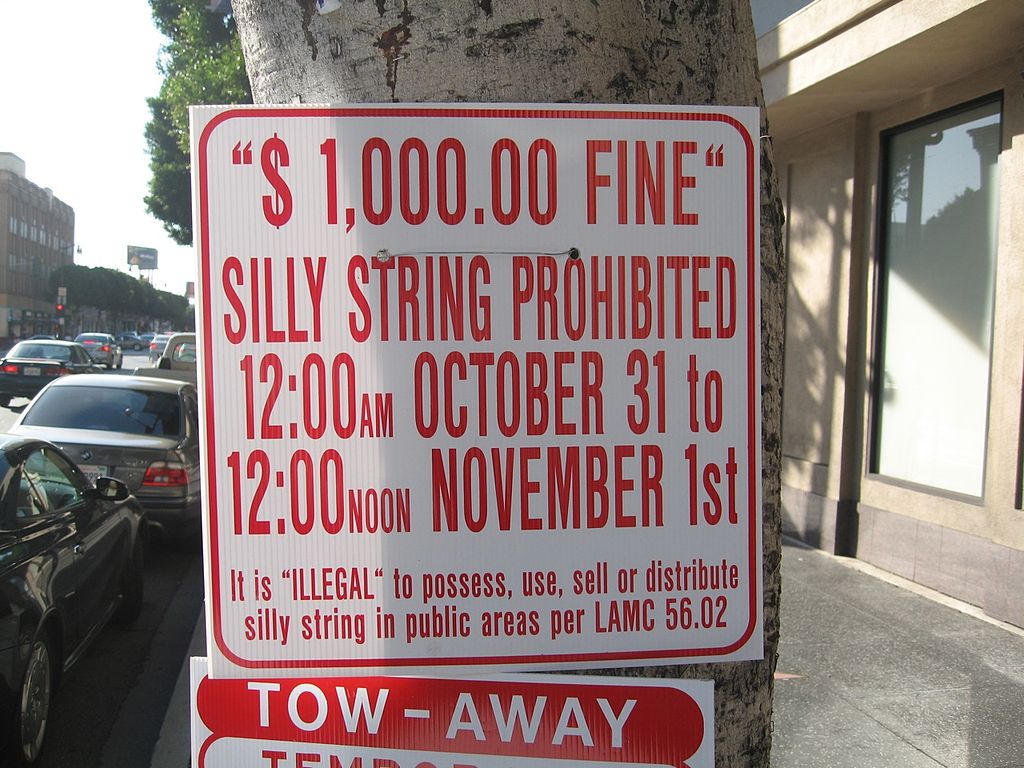 “$ 1,000.00 FINE“
SILLY STRING PROHIBITED
12:00AM OCTOBER 31 to
12:00NOON NOVEMBER 1st
It is “ILLEGAL“ to possess, use, sell or distribute
silly string in public areas per LAMC 56.02
TOW-AWAY